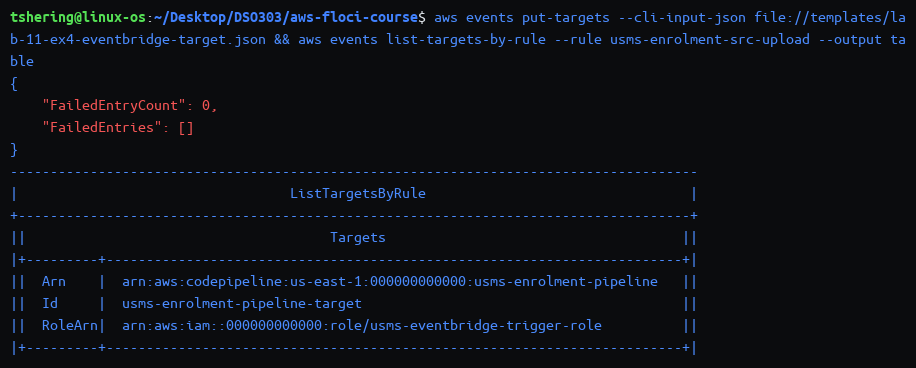 tshering@linux-os:~/Desktop/DSO303/aws-floci-course$ aws events put-targets --cli-input-json file://templates/la
b-11-ex4-eventbridge-target.json && aws events list-targets-by-rule --rule usms-enrolment-src-upload --output ta
ble
{
    "FailedEntryCount": 0,
    "FailedEntries": []
}
--------------------------------------------------------------------------------------
|                                  ListTargetsByRule                                 |
+------------------------------------------------------------------------------------+
||                                      Targets                                     ||
|+---------+------------------------------------------------------------------------+|
||  Arn    |  arn:aws:codepipeline:us-east-1:000000000000:usms-enrolment-pipeline   ||
||  Id     |  usms-enrolment-pipeline-target                                        ||
||  RoleArn|  arn:aws:iam::000000000000:role/usms-eventbridge-trigger-role          ||
|+---------+------------------------------------------------------------------------+|